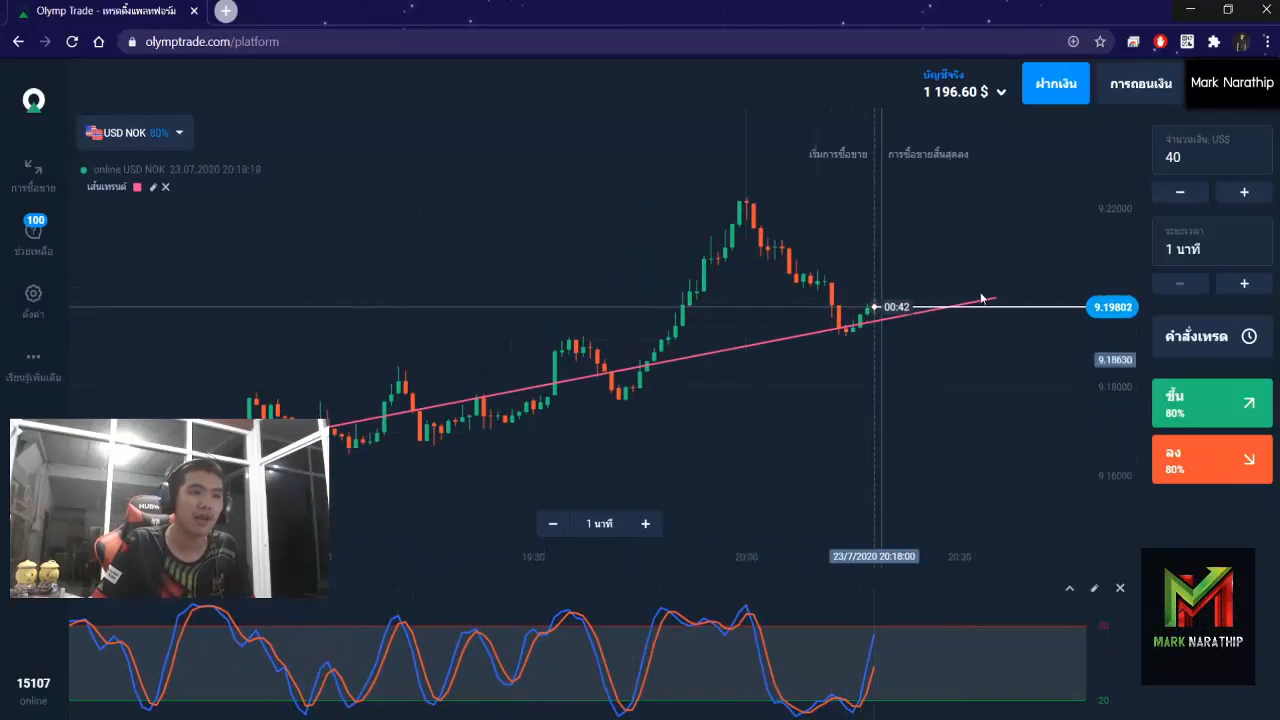 Olymp Trade - เทรดดิ้งแพลทฟอร์ม
olymptrade.com/platform
บัญชีจริง
1 196.60 $
ฝากเงิน
การถอนเงิน
Mark Narathip
USD NOK 80%
online USD NOK 23.07.2020 20:18:18
เส้นเทรนด์
เริ่มการซื้อขาย
การซื้อขายสิ้นสุดลง
จำนวนเงิน, US$
40
การซื้อขาย
100
ช่วยเหลือ
ตั้งค่า
เรียนรู้เพิ่มเติม
9.22000
ระยะเวลา
1 นาที
00:42
9.19802
คำสั่งเทรด
9.18630
9.18000
ขึ้น
80%
ลง
80%
9.16000
1 นาที
19:30
20:06
23/7/2020 20:18:00
20:30
20
MARK NARATHIP
15107
online